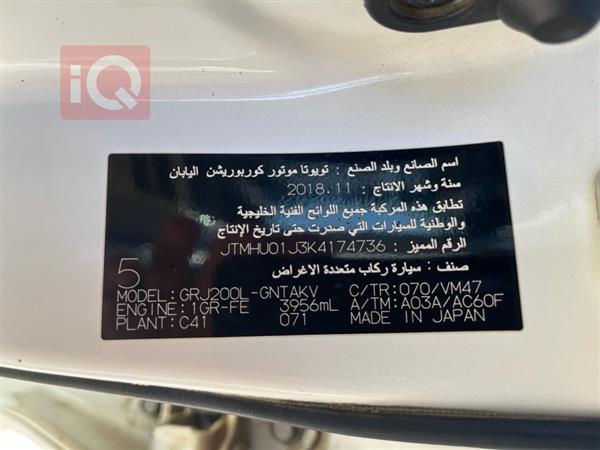 iQ
اسم الصانع وبلد الصنع : تويوتا موتور كوربوريشن اليابان
سنة وشهر الانتاج : 2018.11
تطابق هذه المركبة جميع اللوائح الفنية الخليجية
والوطنية للسيارات التي صدرت حتى تاريخ الإنتاج
الرقم المميز : JTMHU01J3K4174736
صنف : سيارة ركاب متعددة الاغراض
5
MODEL: GRJ200L-GNTAKV C/TR: 070/VM47
ENGINE: 1GR-FE 3956mL A/TM: A03A/AC60F
PLANT: C41 071 MADE IN JAPAN